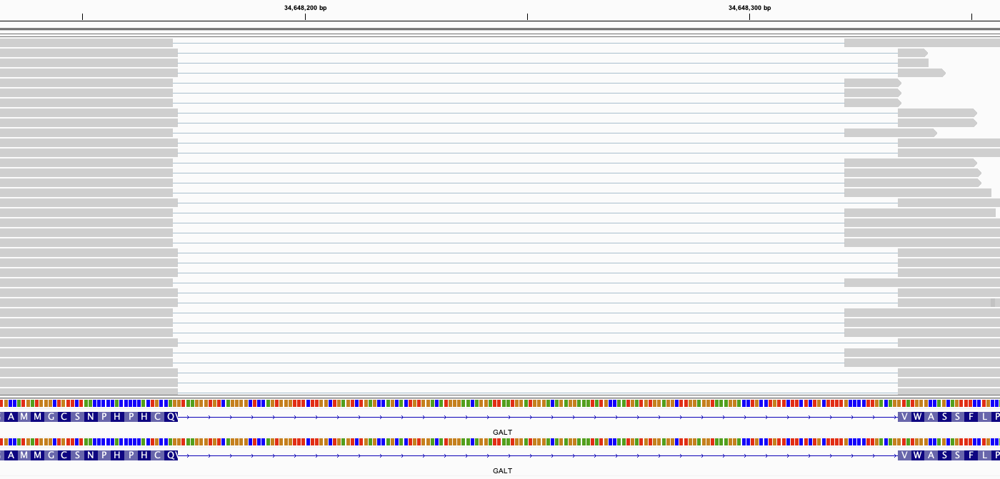 34,648,200 bp 34,648,300 bp
A M M G C S N P H P H C Q V V W A S S F L P
GALT
A M M G C S N P H P H C Q V V W A S S F L P
GALT